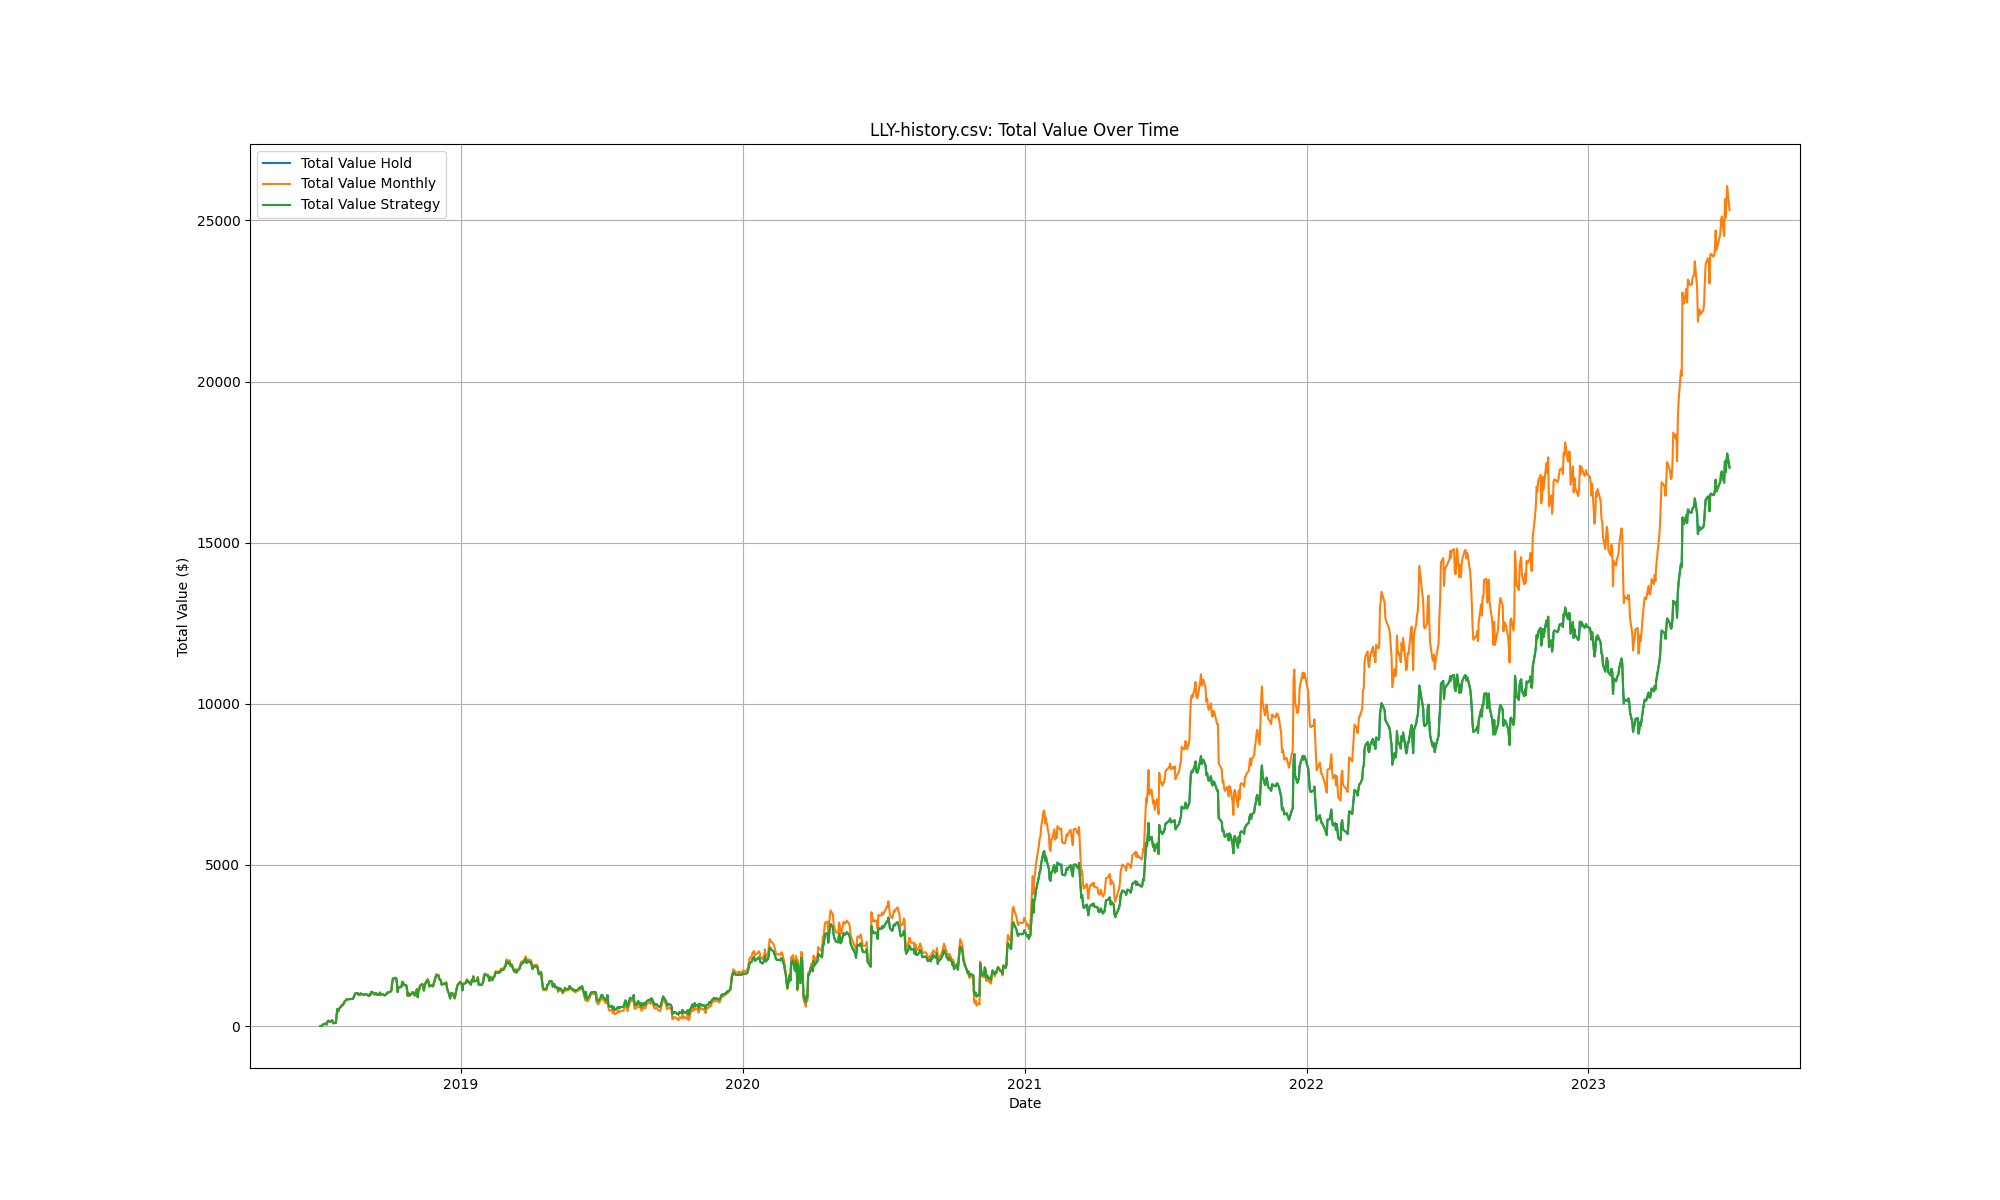 LLY-history.csv: Total Value Over Time
Total Value Hold
Total Value Monthly
Total Value Strategy
25000
20000
15000
10000
5000
0
Total Value ($)
2019 2020 2021 2022 2023
Date